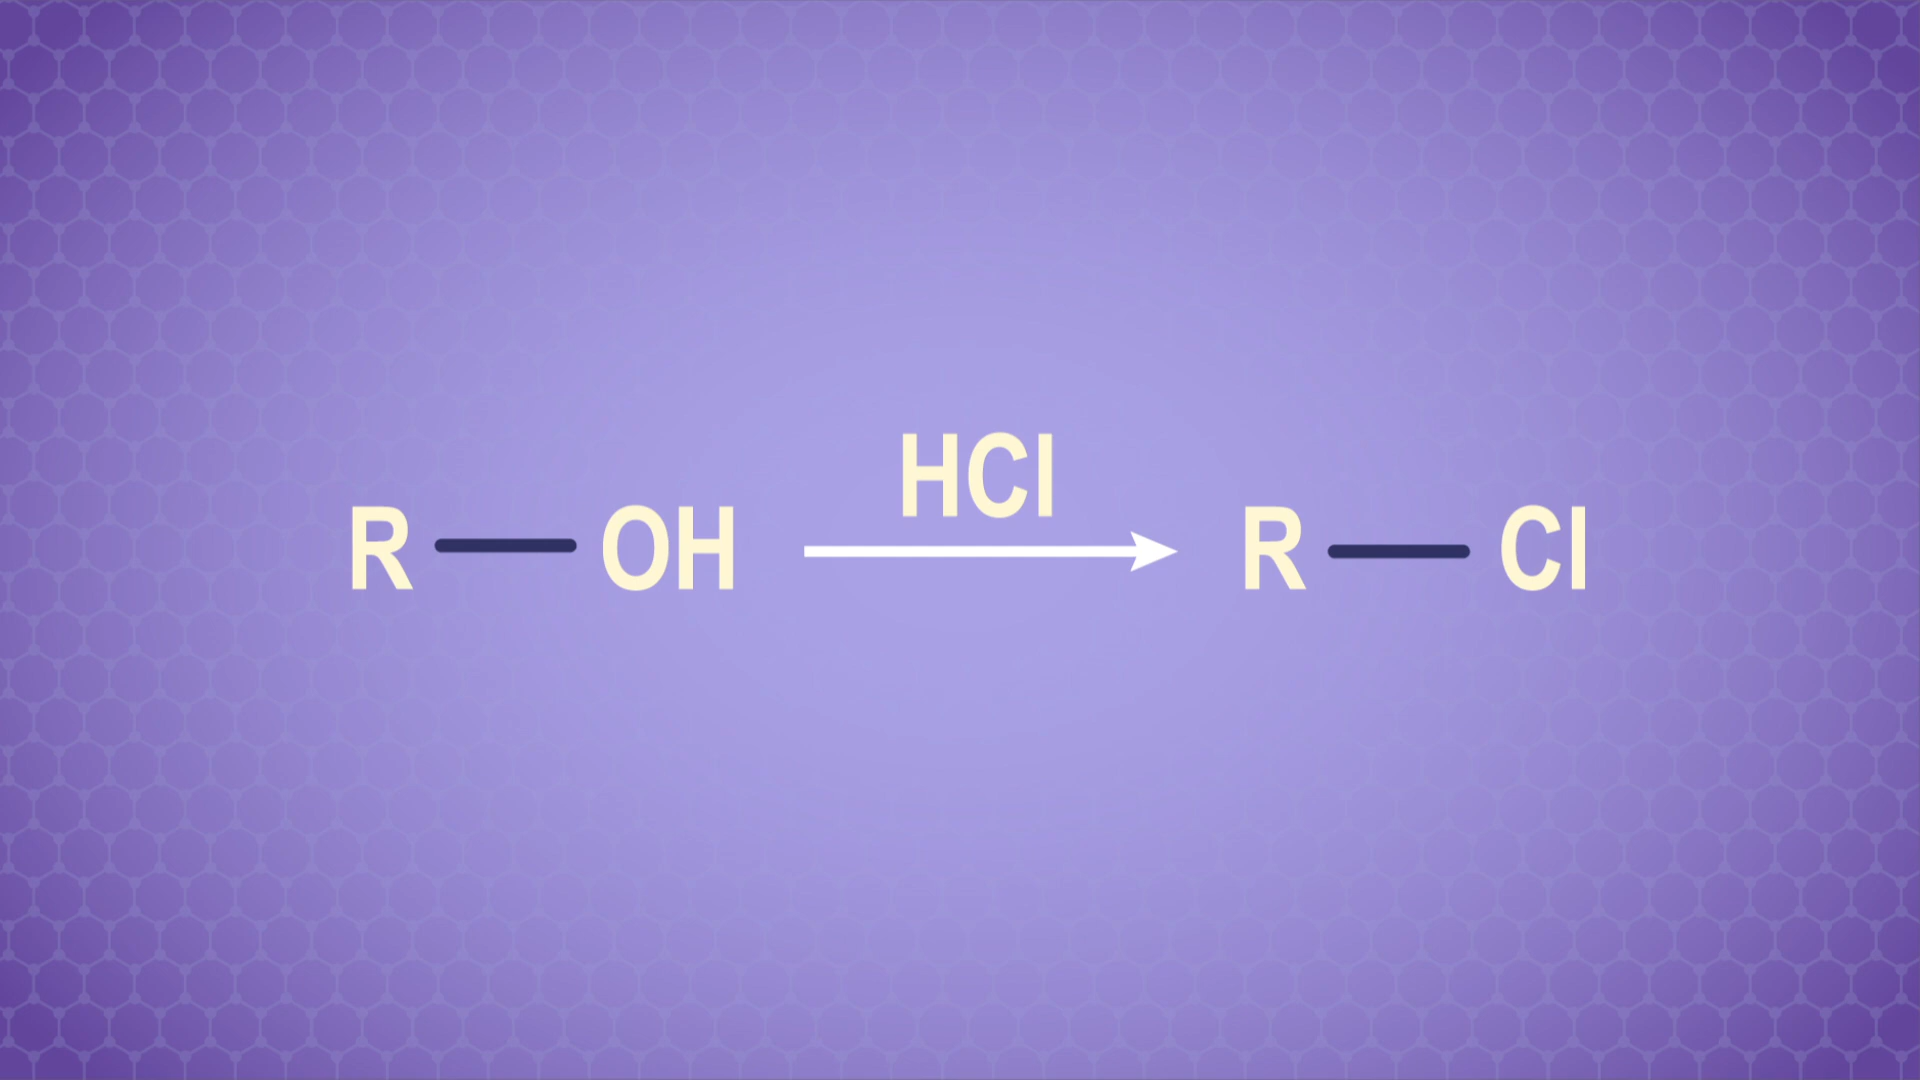 HCl
R — OH → R — Cl